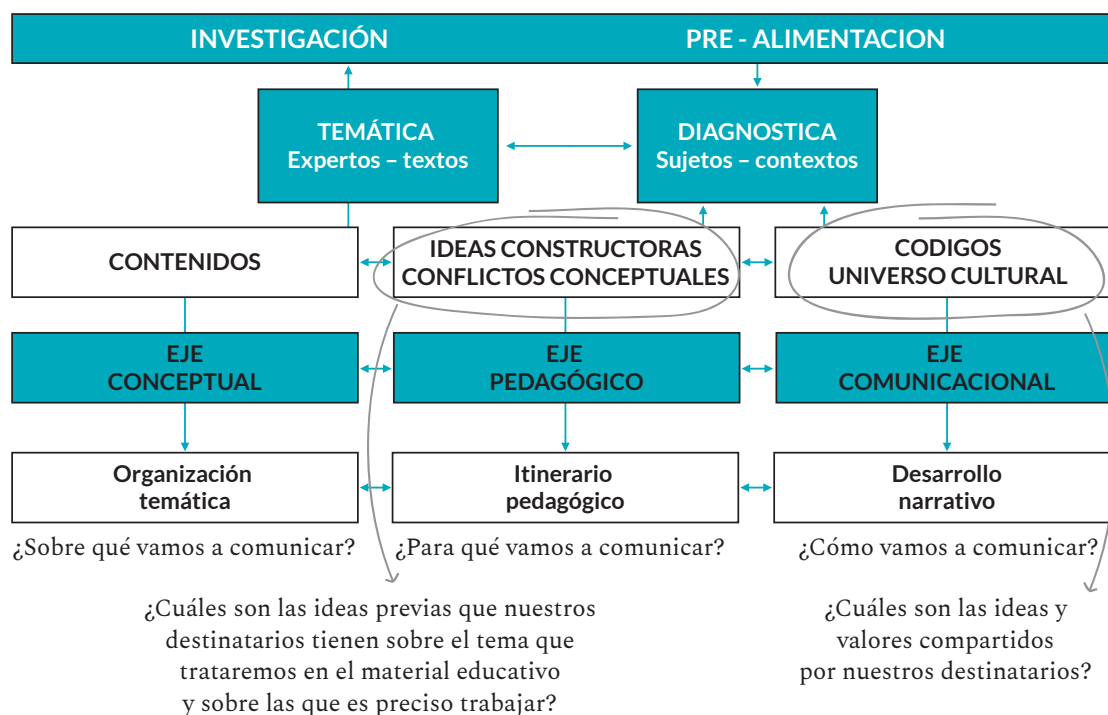 INVESTIGACIÓN
PRE - ALIMENTACION
TEMÁTICA
Expertos – textos
DIAGNOSTICA
Sujetos – contextos
CONTENIDOS
IDEAS CONSTRUCTORAS
CONFLICTOS CONCEPTUALES
CODIGOS
UNIVERSO CULTURAL
EJE
CONCEPTUAL
EJE
PEDAGÓGICO
EJE
COMUNICACIONAL
Organización
temática
Itinerario
pedagógico
Desarrollo
narrativo
¿Sobre qué vamos a comunicar?
¿Para qué vamos a comunicar?
¿Cómo vamos a comunicar?
¿Cuáles son las ideas previas que nuestros
destinatarios tienen sobre el tema que
trataremos en el material educativo
y sobre las que es preciso trabajar?
¿Cuáles son las ideas y
valores compartidos
por nuestros destinatarios?